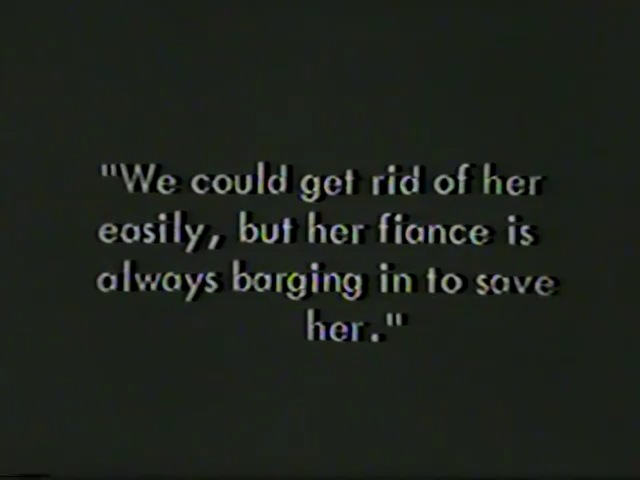 "We could get rid of her
easily, but her fiance is
always barging in to save
her."